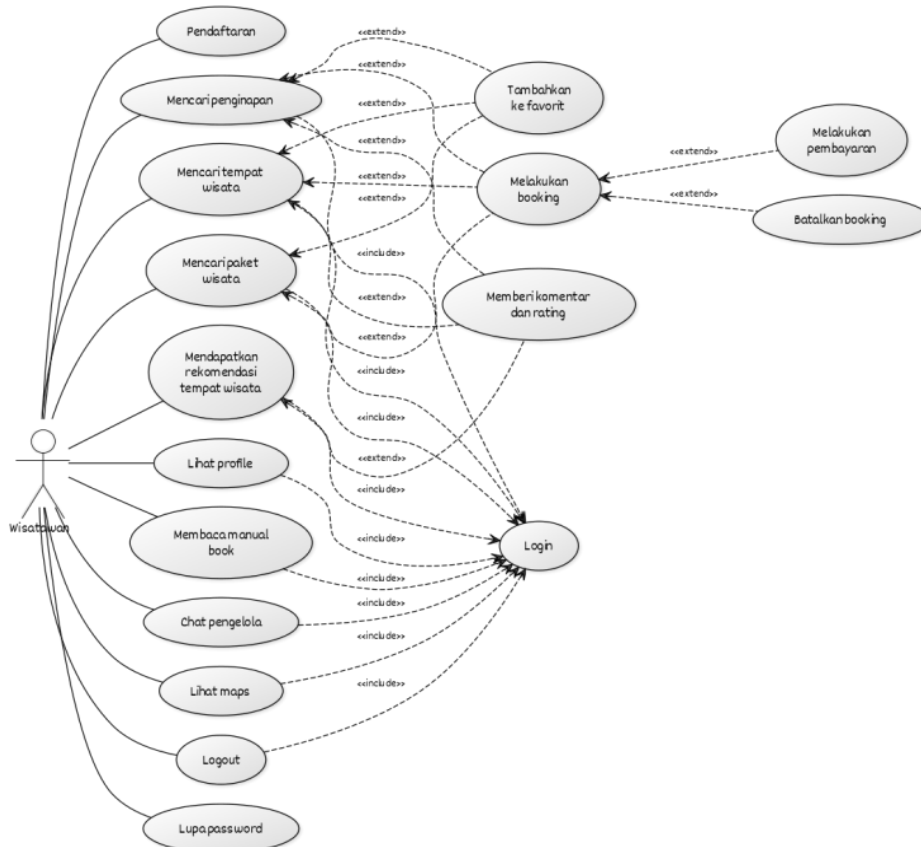 Pendaftaran
<<extend>>
<<extend>>
Mencari penginapan
Tambahkan
ke favorit
<<extend>>
Melakukan
pembayaran
<<extend>>
<<extend>>
Mencari tempat
wisata
Melakukan
booking
<<extend>>
<<extend>>
Batalkan booking
Mencari paket
wisata
<<include>>
<<extend>>
Memberi komentar
dan rating
<<extend>>
Mendapatkan
rekomendasi
tempat wisata
<<include>>
<<include>>
<<extend>>
Lihat profile
<<include>>
Wisatawan
Membaca manual
book
<<include>>
Login
<<include>>
<<include>>
Chat pengelola
<<include>>
Lihat maps
<<include>>
Logout
Lupa password